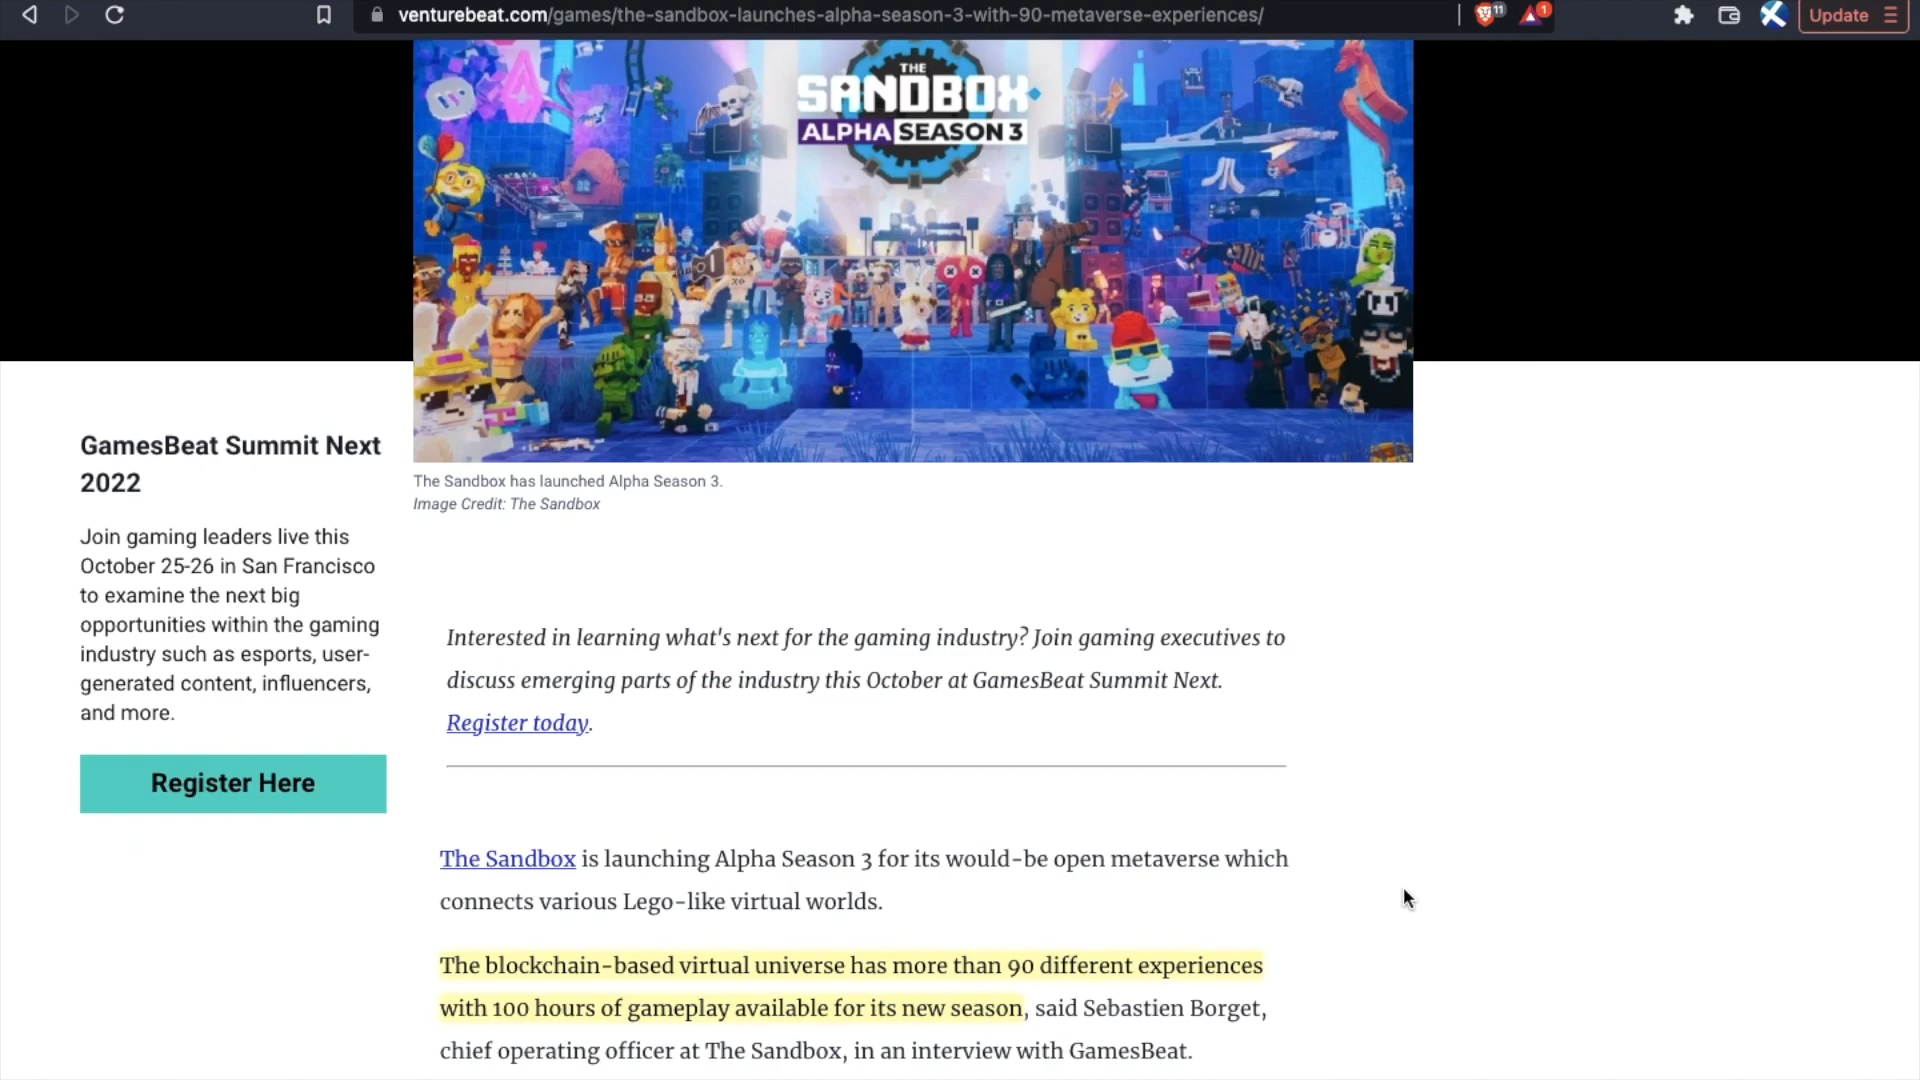 venturebeat.com/games/the-sandbox-launches-alpha-season-3-with-90-metaverse-experiences/
11
1
Update
THE
SANDBOX
ALPHA SEASON 3
The Sandbox has launched Alpha Season 3.
Image Credit: The Sandbox
GamesBeat Summit Next
2022
Join gaming leaders live this
October 25-26 in San Francisco
to examine the next big
opportunities within the gaming
industry such as esports, user-
generated content, influencers,
and more.
Register Here
Interested in learning what's next for the gaming industry? Join gaming executives to
discuss emerging parts of the industry this October at GamesBeat Summit Next.
Register today.
The Sandbox is launching Alpha Season 3 for its would-be open metaverse which
connects various Lego-like virtual worlds.
The blockchain-based virtual universe has more than 90 different experiences
with 100 hours of gameplay available for its new season, said Sebastien Borget,
chief operating officer at The Sandbox, in an interview with GamesBeat.